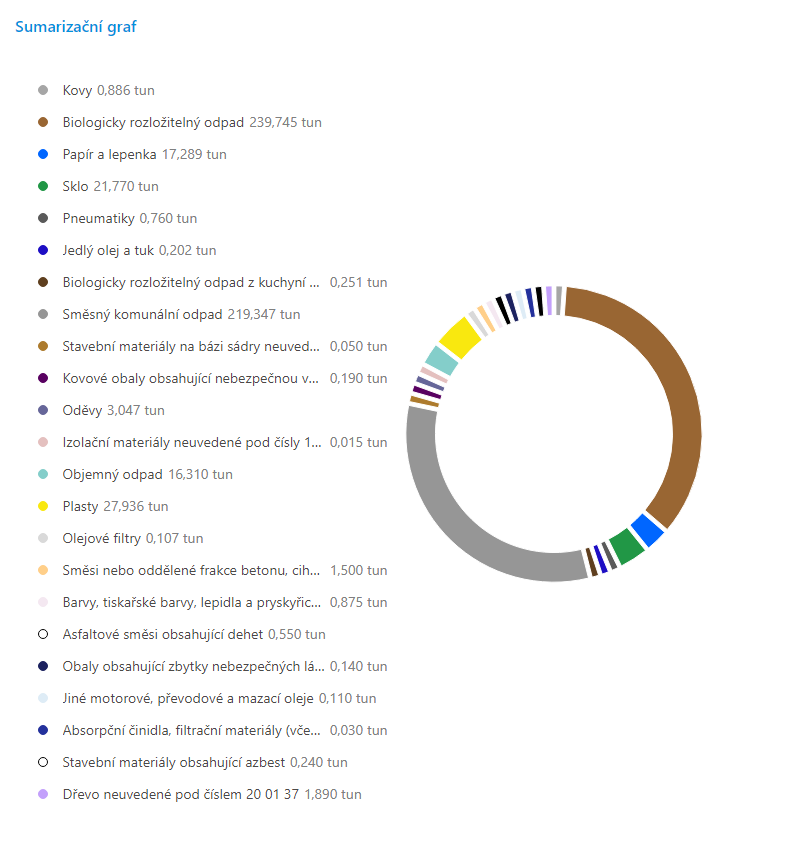 Sumarizační graf
Kovy 0,886 tun
Biologicky rozložitelný odpad 239,745 tun
Papír a lepenka 17,289 tun
Sklo 21,770 tun
Pneumatiky 0,760 tun
Jedlý olej a tuk 0,202 tun
Biologicky rozložitelný odpad z kuchyní ... 0,251 tun
Směsný komunální odpad 219,347 tun
Stavební materiály na bázi sádry neuved... 0,050 tun
Kovové obaly obsahující nebezpečnou v... 0,190 tun
Oděvy 3,047 tun
Izolační materiály neuvedené pod čísly 1... 0,015 tun
Objemný odpad 16,310 tun
Plasty 27,936 tun
Olejové filtry 0,107 tun
Směsi nebo oddělené frakce betonu, cih... 1,500 tun
Barvy, tiskařské barvy, lepidla a pryskyřic... 0,875 tun
Asfaltové směsi obsahující dehet 0,550 tun
Obaly obsahující zbytky nebezpečných lá... 0,140 tun
Jiné motorové, převodové a mazací oleje 0,110 tun
Absorpční činidla, filtrační materiály (vče... 0,030 tun
Stavební materiály obsahující azbest 0,240 tun
Dřevo neuvedené pod číslem 20 01 37 1,890 tun